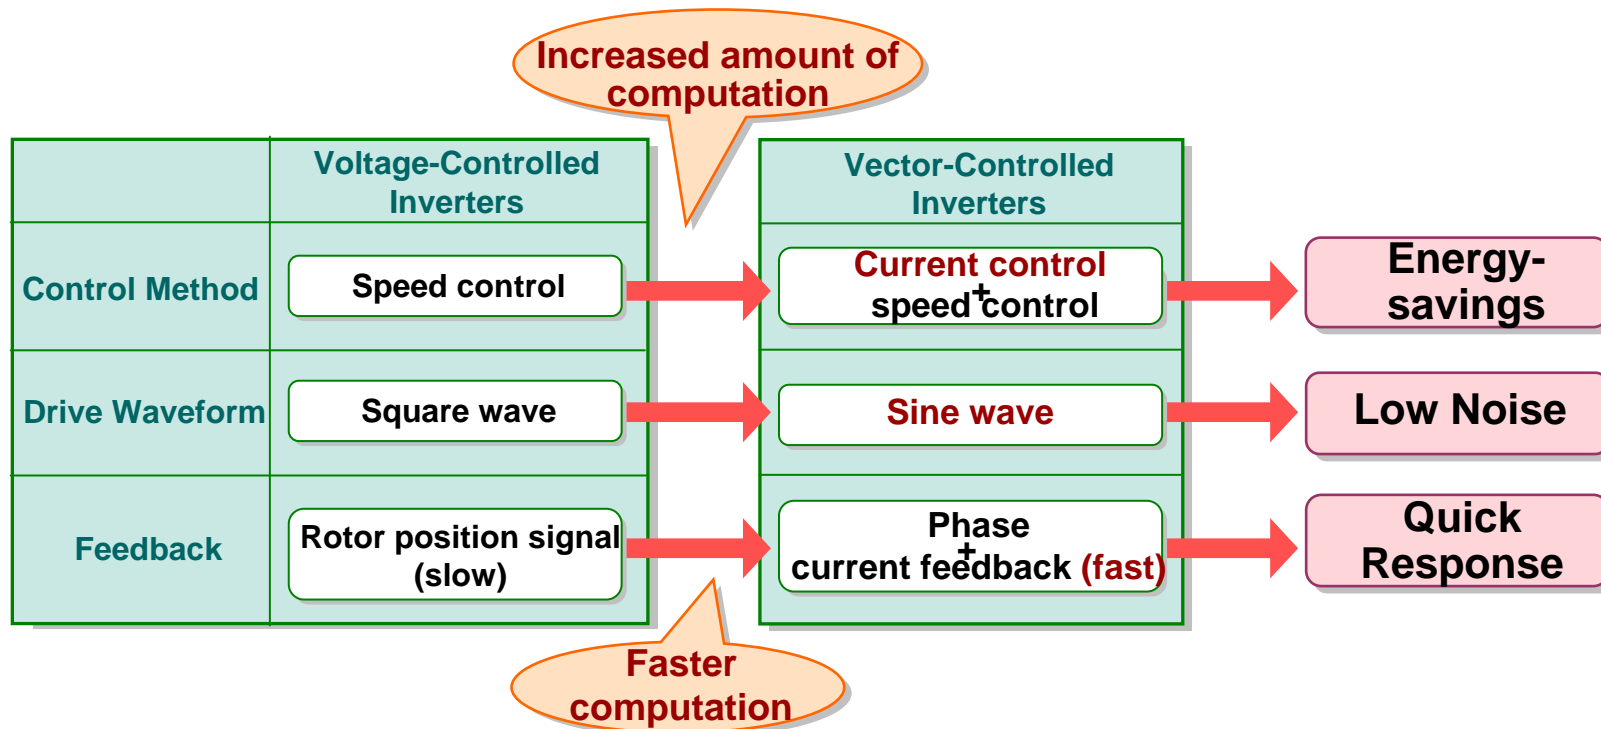 Increased amount of
computation
Voltage-Controlled
Inverters
Vector-Controlled
Inverters
Control Method
Speed control
Current control
+
speed control
Energy-
savings
Drive Waveform
Square wave
Sine wave
Low Noise
Feedback
Rotor position signal
(slow)
Phase
+
current feedback (fast)
Quick
Response
Faster
computation